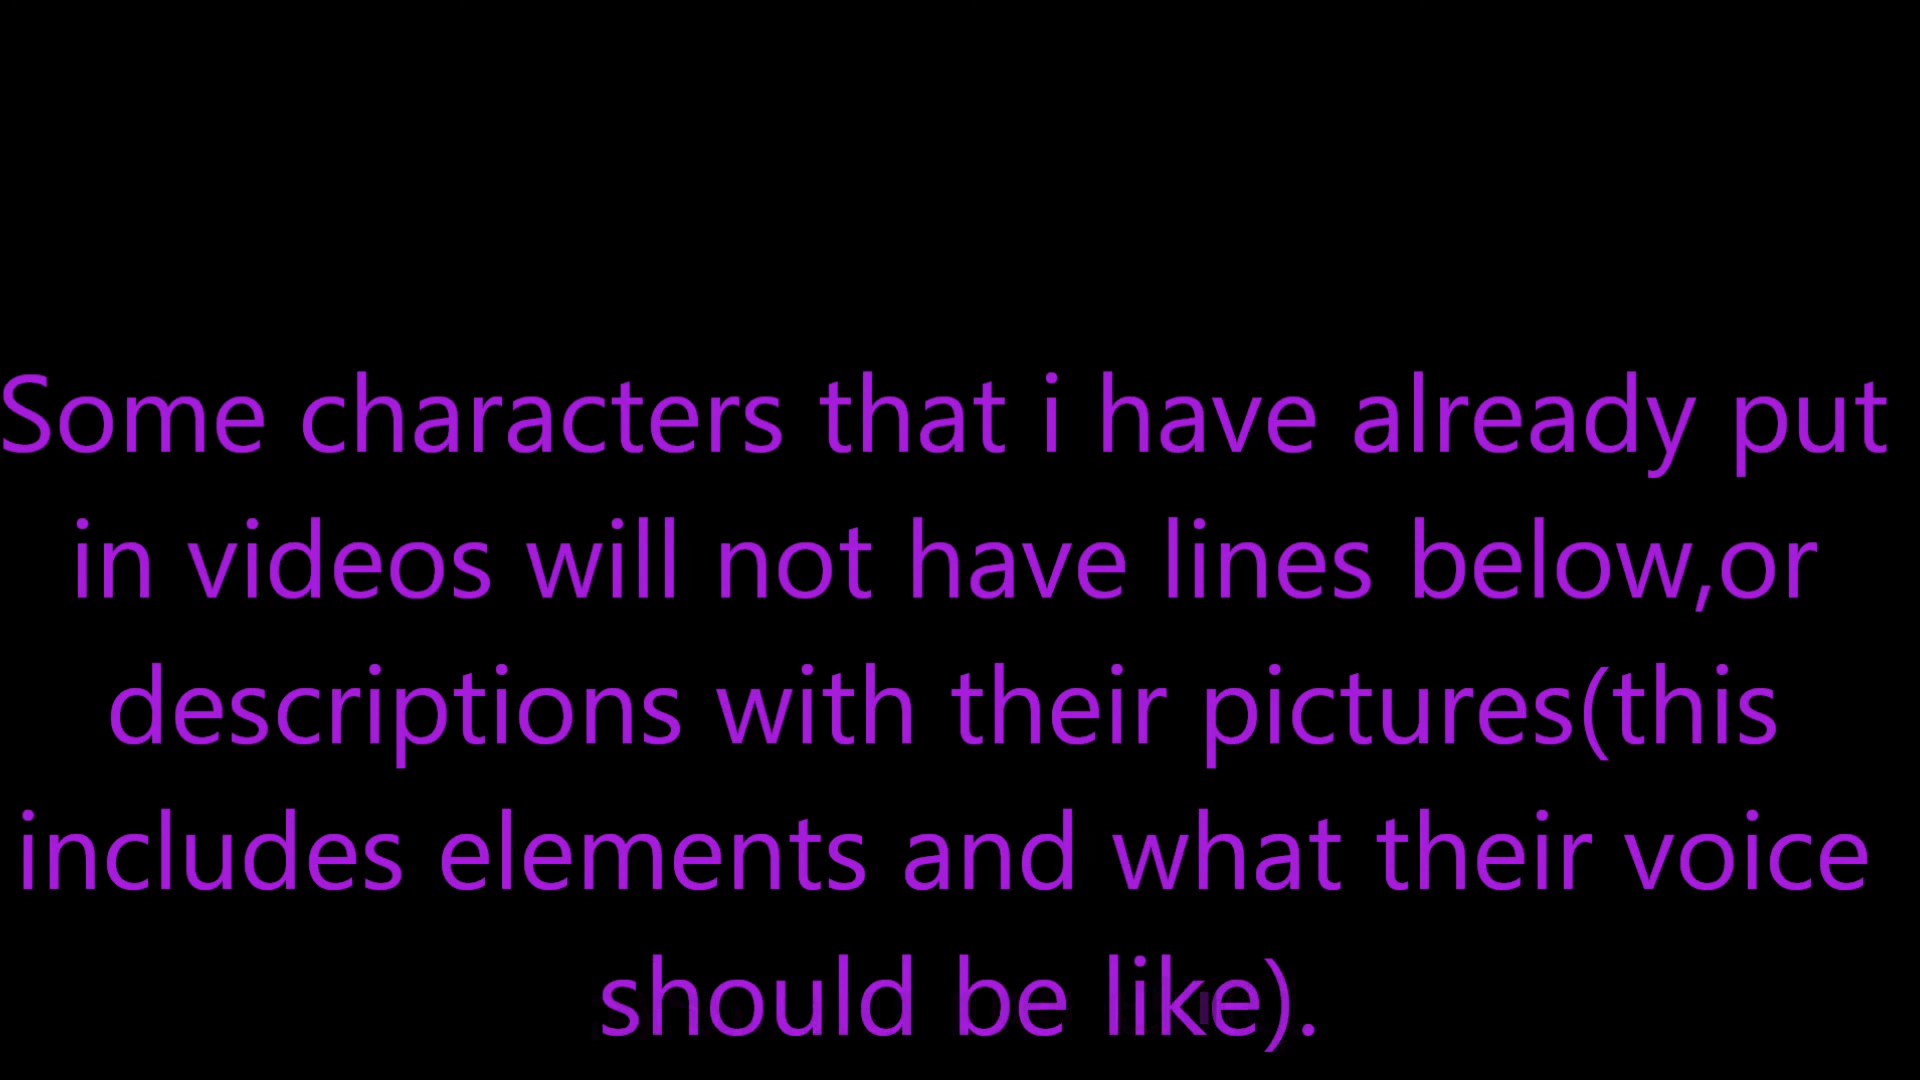 Some characters that i have already put
in videos will not have lines below,or
descriptions with their pictures(this
includes elements and what their voice
should be like).